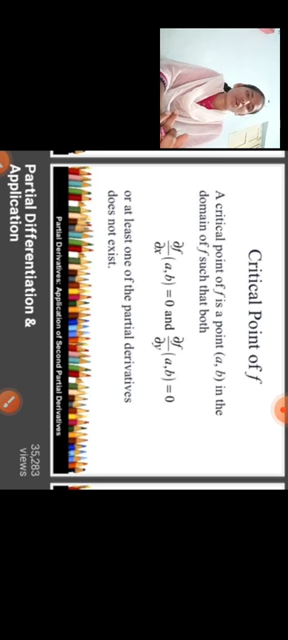 Critical Point of f
A critical point of f is a point (a, b) in the
domain of f such that both
∂f/∂x (a,b) = 0 and ∂f/∂y (a,b) = 0
or at least one of the partial derivatives
does not exist.
Partial Derivatives: Application of Second Partial Derivatives
Partial Differentiation &
Application
35,283
views